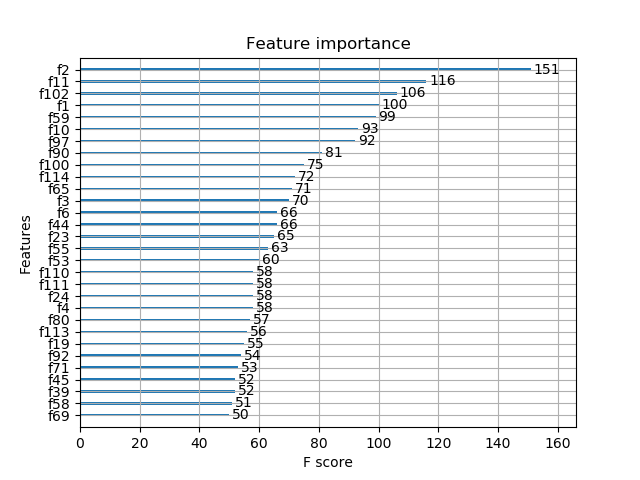 Feature importance
f2 151
f11 116
f102 106
f1 100
f59 99
f10 93
f97 92
f90 81
f100 75
f114 72
f65 71
f3 70
f6 66
f44 66
f23 65
f55 63
f53 60
f110 58
f111 58
f24 58
f4 58
f80 57
f113 56
f19 55
f92 54
f71 53
f45 52
f39 52
f58 51
f69 50
Features
0 20 40 60 80 100 120 140 160
F score